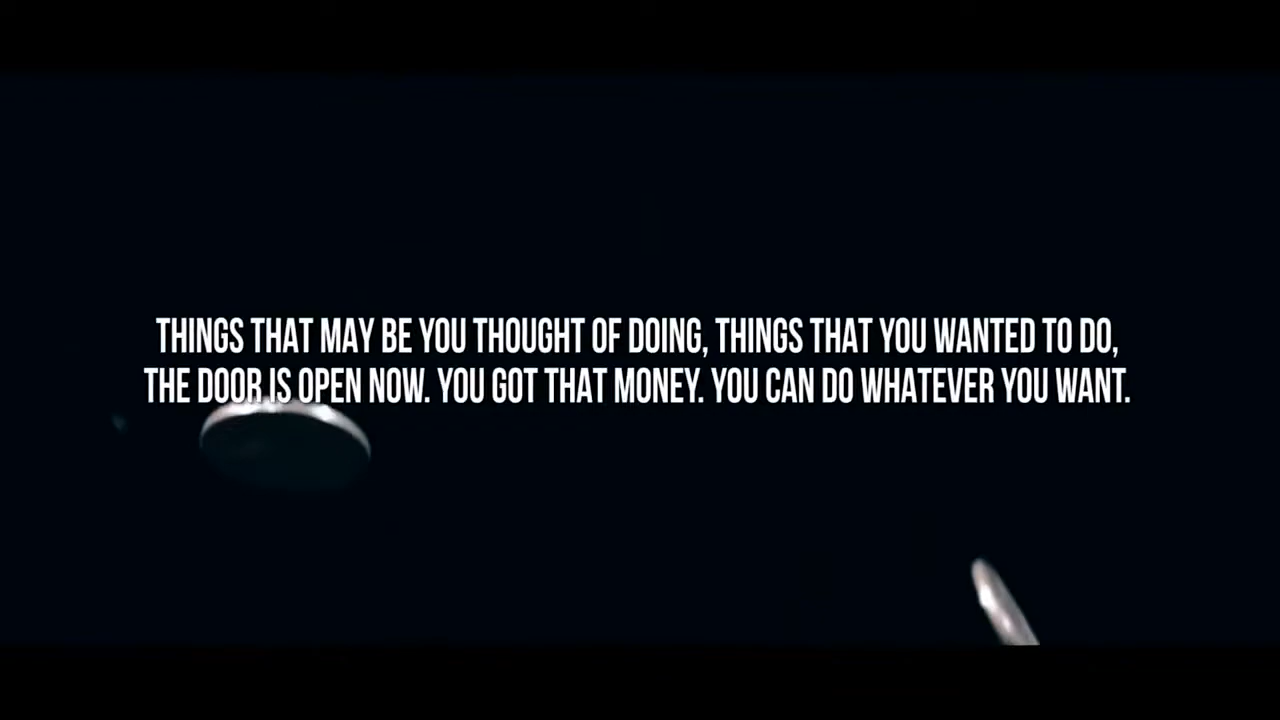 THINGS THAT MAY BE YOU THOUGHT OF DOING, THINGS THAT YOU WANTED TO DO,
THE DOOR IS OPEN NOW. YOU GOT THAT MONEY. YOU CAN DO WHATEVER YOU WANT.